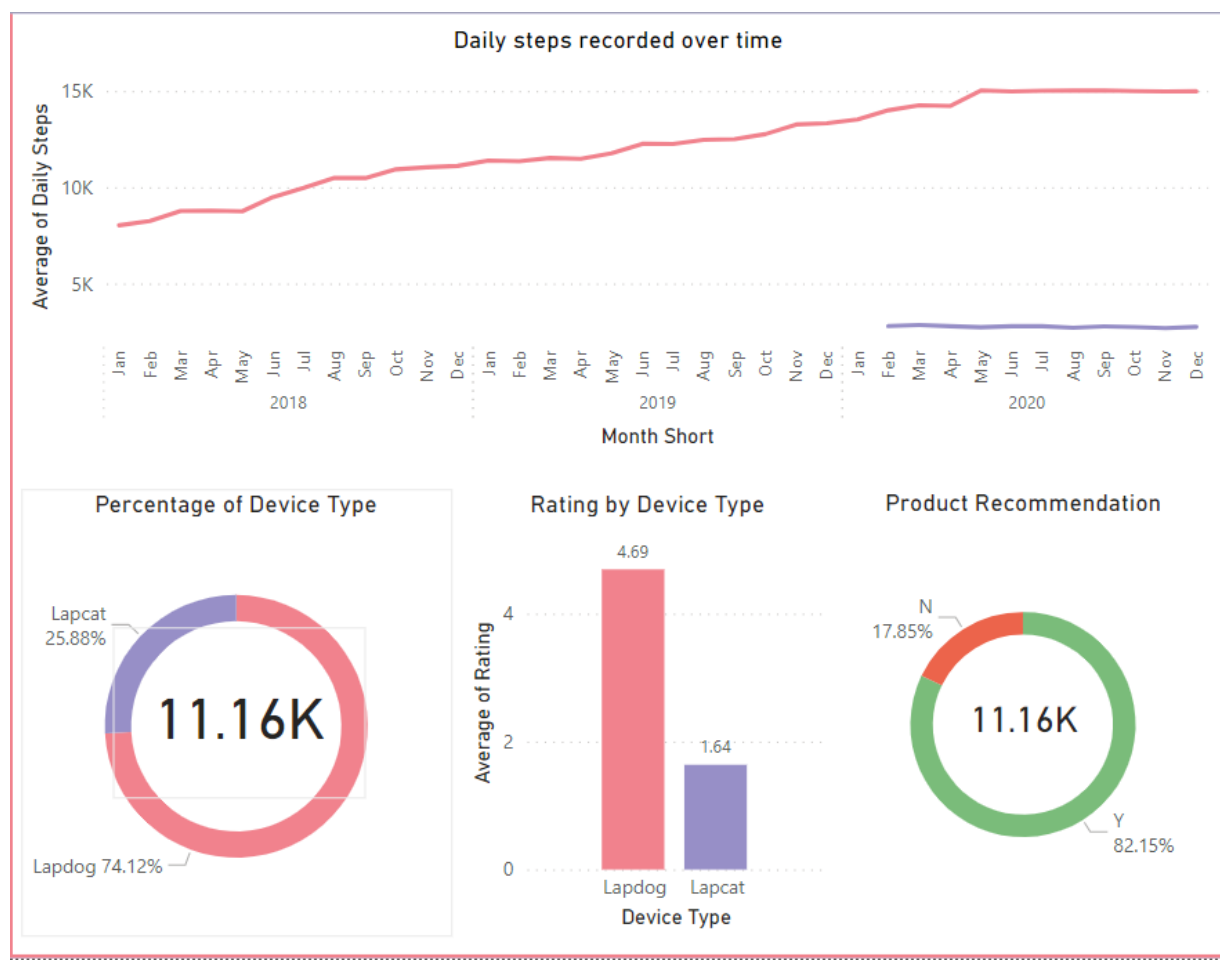 Daily steps recorded over time
Average of Daily Steps
15K
10K
5K
Jan Feb Mar Apr May Jun Jul Aug Sep Oct Nov Dec Jan Feb Mar Apr May Jun Jul Aug Sep Oct Nov Dec Jan Feb Mar Apr May Jun Jul Aug Sep Oct Nov Dec
2018 2019 2020
Month Short
Percentage of Device Type
Lapcat
25.88%
11.16K
Lapdog 74.12%
Rating by Device Type
Average of Rating
4.69
4
2
1.64
0
Lapdog Lapcat
Device Type
Product Recommendation
N
17.85%
11.16K
Y
82.15%